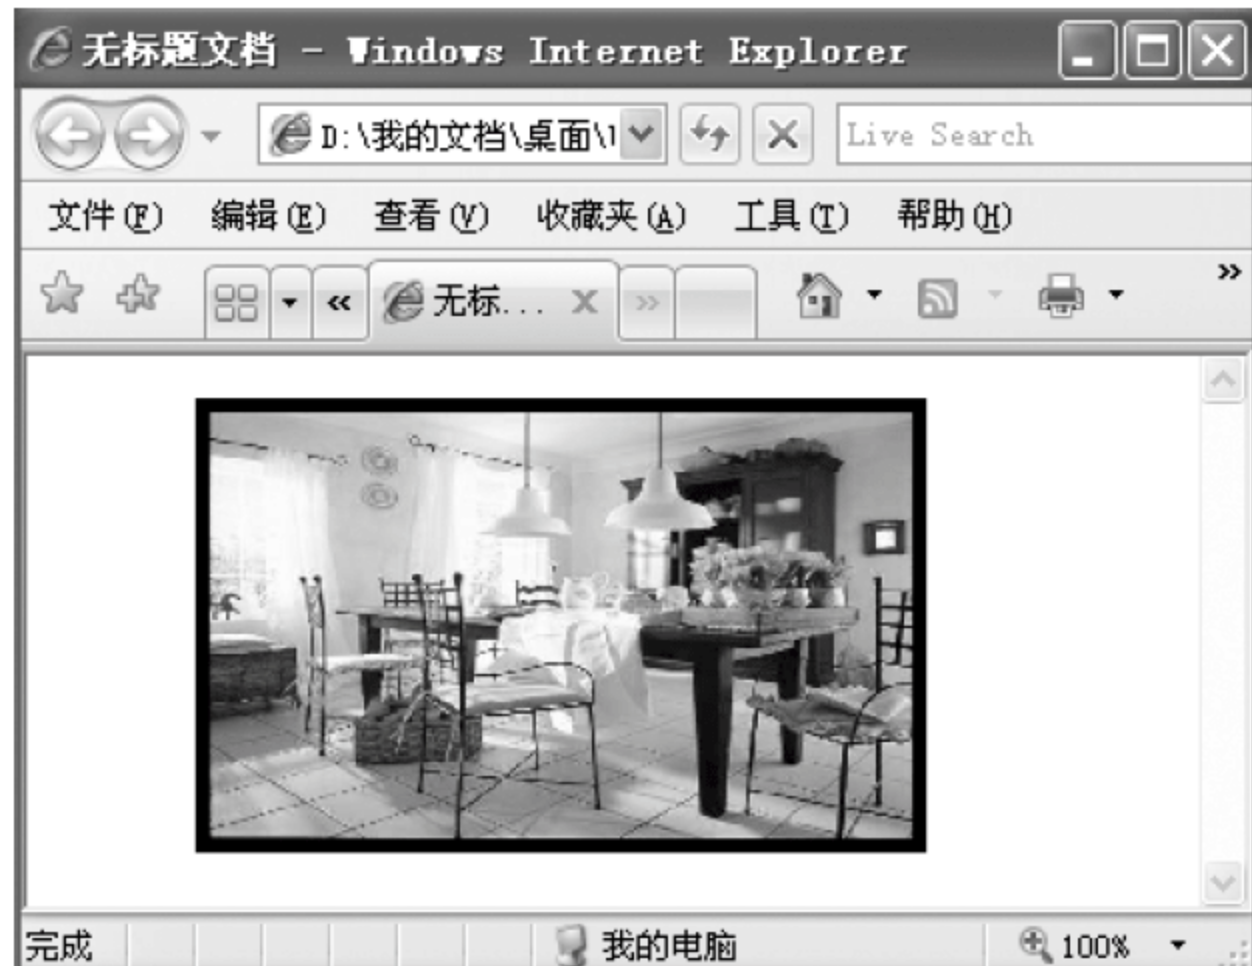 无标题文档 - Windows Internet Explorer
D:\我的文档\桌面\ Live Search
文件(F) 编辑(E) 查看(V) 收藏夹(A) 工具(T) 帮助(H)
无标...
完成 我的电脑 100%